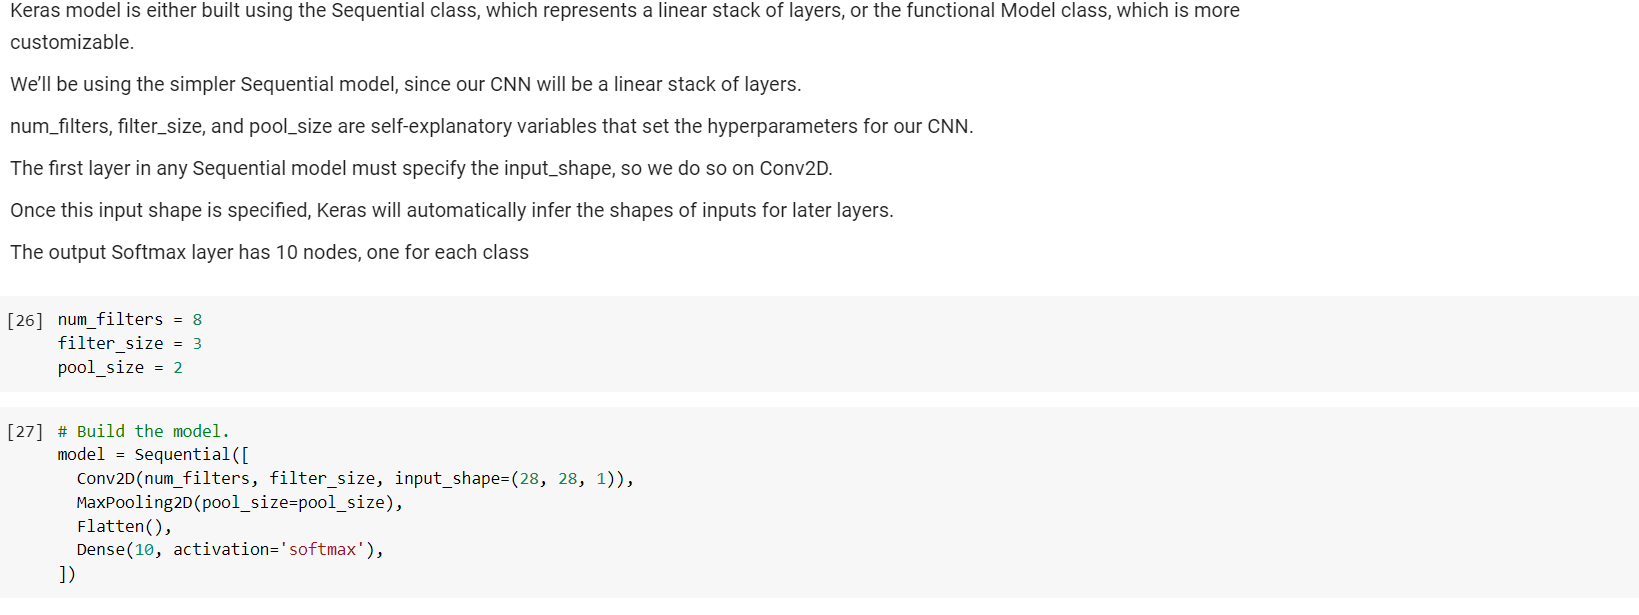 Keras model is either built using the Sequential class, which represents a linear stack of layers, or the functional Model class, which is more
customizable.
We’ll be using the simpler Sequential model, since our CNN will be a linear stack of layers.
num_filters, filter_size, and pool_size are self-explanatory variables that set the hyperparameters for our CNN.
The first layer in any Sequential model must specify the input_shape, so we do so on Conv2D.
Once this input shape is specified, Keras will automatically infer the shapes of inputs for later layers.
The output Softmax layer has 10 nodes, one for each class
[26] num_filters = 8
filter_size = 3
pool_size = 2
[27] # Build the model.
model = Sequential([
  Conv2D(num_filters, filter_size, input_shape=(28, 28, 1)),
  MaxPooling2D(pool_size=pool_size),
  Flatten(),
  Dense(10, activation='softmax'),
])